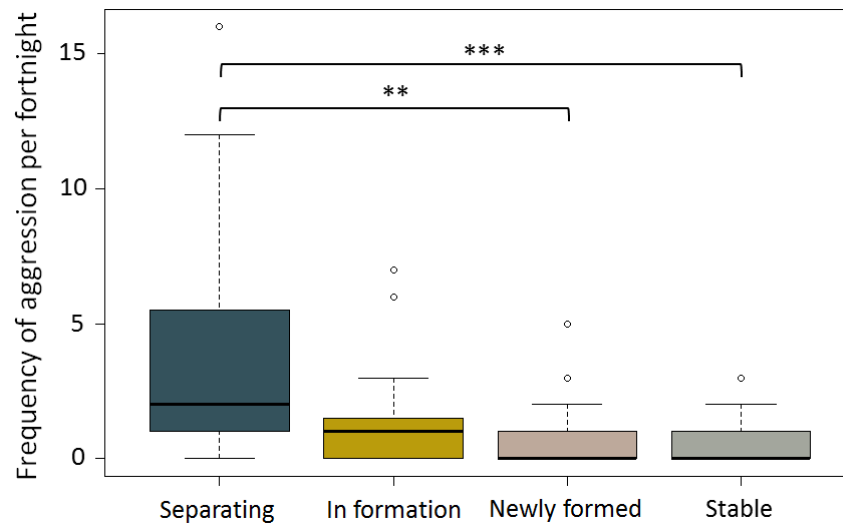 Frequency of aggression per fortnight
15
10
5
0
***
**
Separating
In formation
Newly formed
Stable